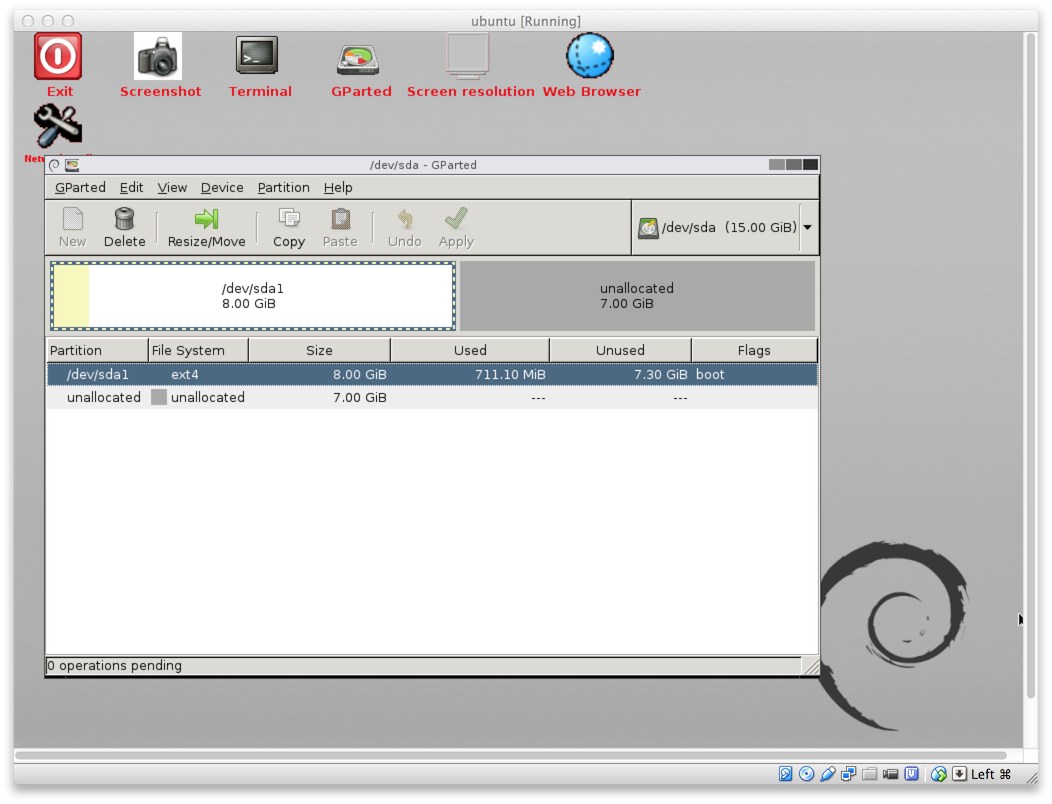 ubuntu [Running]
Exit
Screenshot
Terminal
GParted
Screen resolution
Web Browser
/dev/sda - GParted
GParted Edit View Device Partition Help
New Delete Resize/Move Copy Paste Undo Apply /dev/sda (15.00 GiB)
/dev/sda1
8.00 GiB
unallocated
7.00 GiB
Partition File System Size Used Unused Flags
/dev/sda1 ext4 8.00 GiB 711.10 MiB 7.30 GiB boot
unallocated unallocated 7.00 GiB --- ---
0 operations pending
Left ⌘